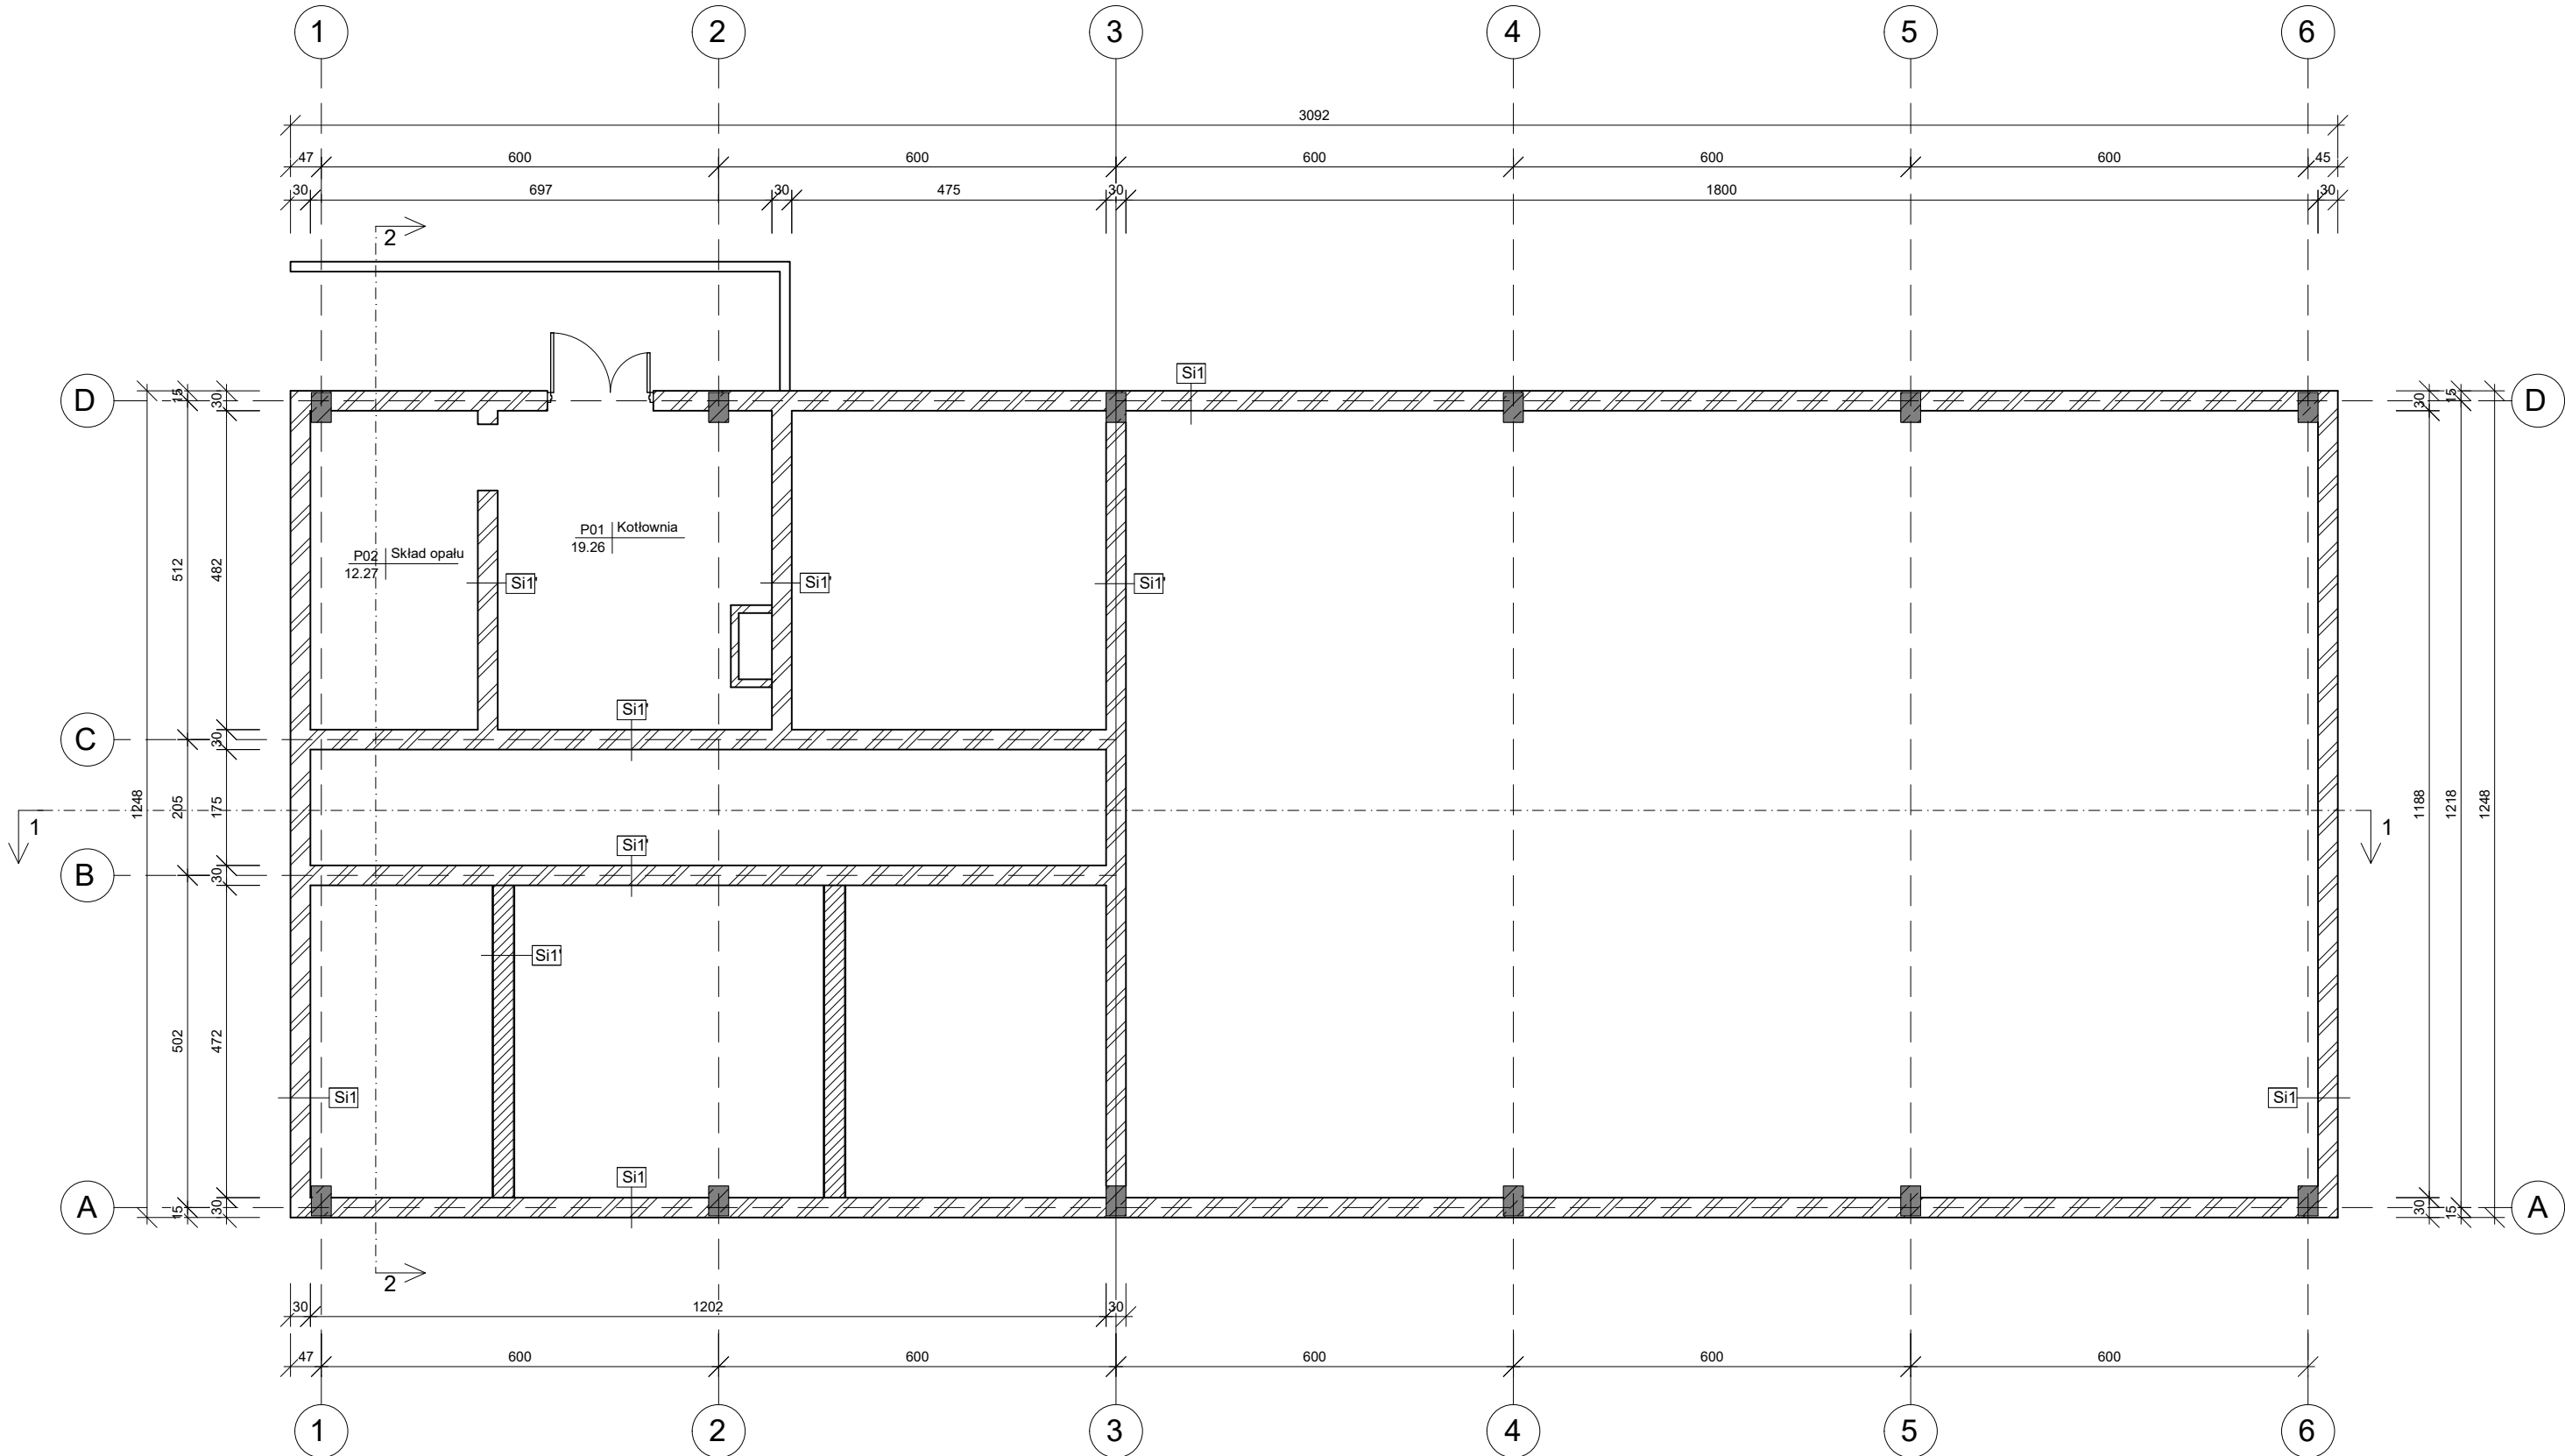 1 2 3 4 5 6
3092
47 600 600 600 600 600 45
30 697 30 475 30 1800 30
2
Si1
D 15 30 30 15 D
P01 Kotłownia
19.26
P02 Skład opału
12.27
512 482
Si1' Si1' Si1'
Si1'
C 30
1248 205 175 1188 1218 1248
1 1
Si1'
B 30
Si1'
502 472
Si1 Si1
Si1
A 15 30 30 15 A
2
30 1202 30
47 600 600 600 600 600
1 2 3 4 5 6